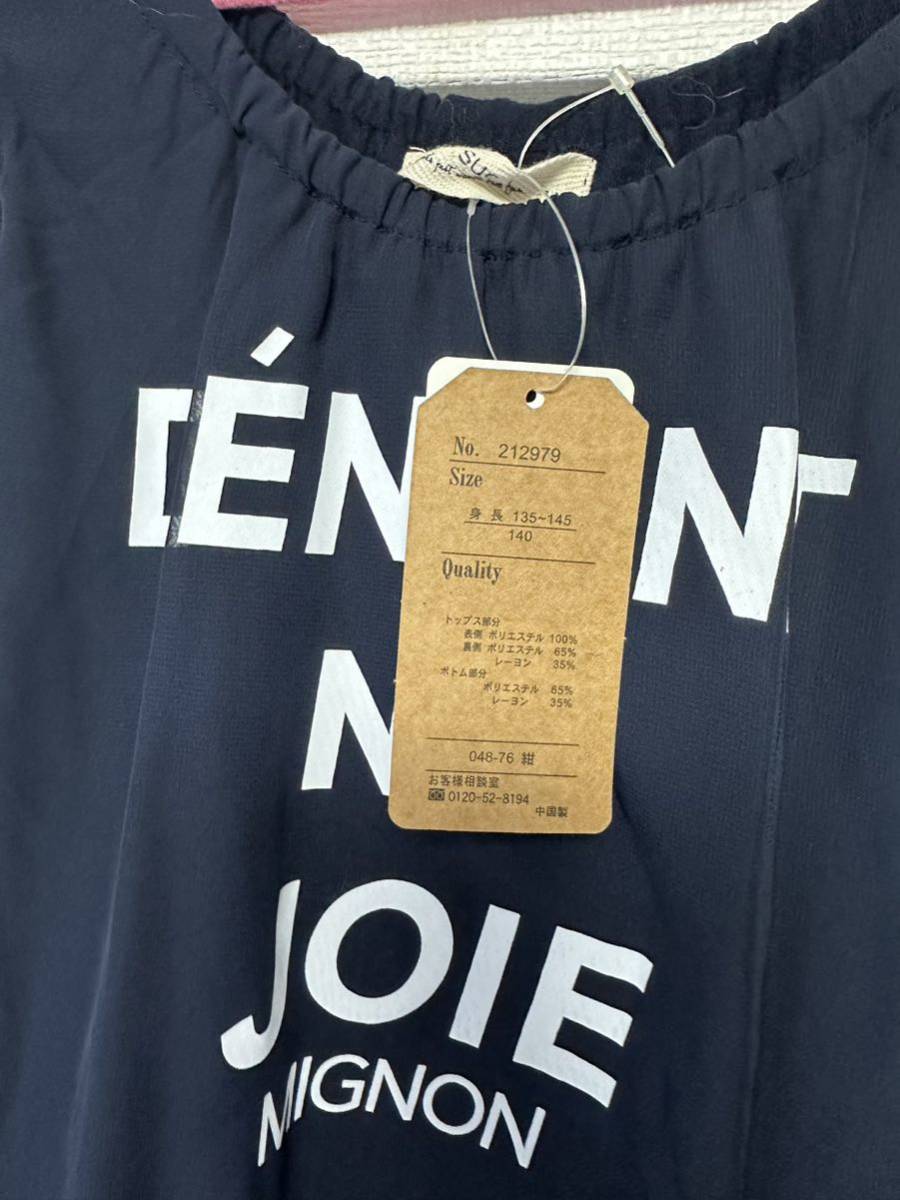 No. 212979
Size
身長 135~145
140
Quality
トップス部分
表側 ポリエステル 100%
裏側 ポリエステル 65%
レーヨン 35%
ボトム部分
ポリエステル 65%
レーヨン 35%
048-76 紺
お客様相談室
0120-52-8194
中国製
JOIE
MIGNON